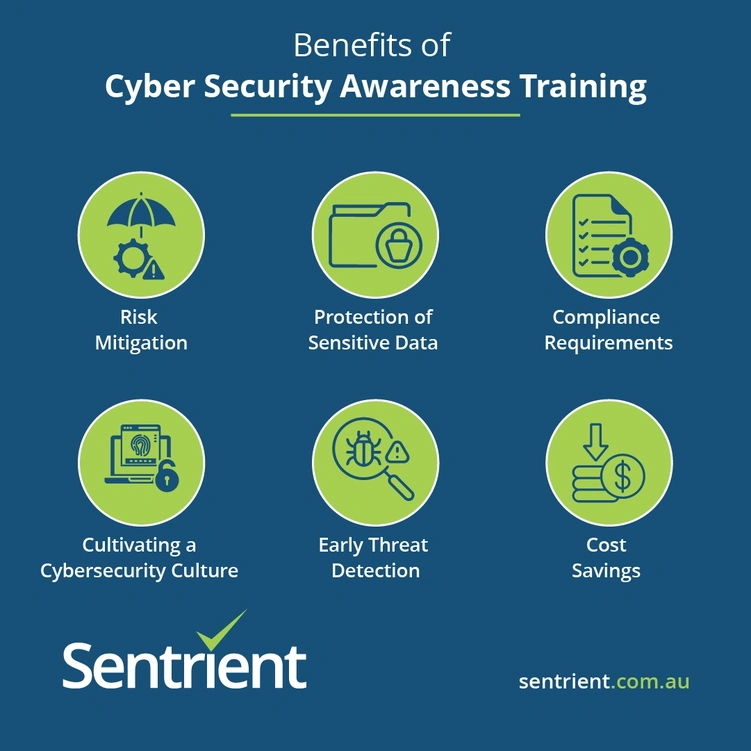 Benefits of
Cyber Security Awareness Training
Risk
Mitigation
Protection of
Sensitive Data
Compliance
Requirements
Cultivating a
Cybersecurity Culture
Early Threat
Detection
Cost
Savings
Sentrient
sentrient.com.au